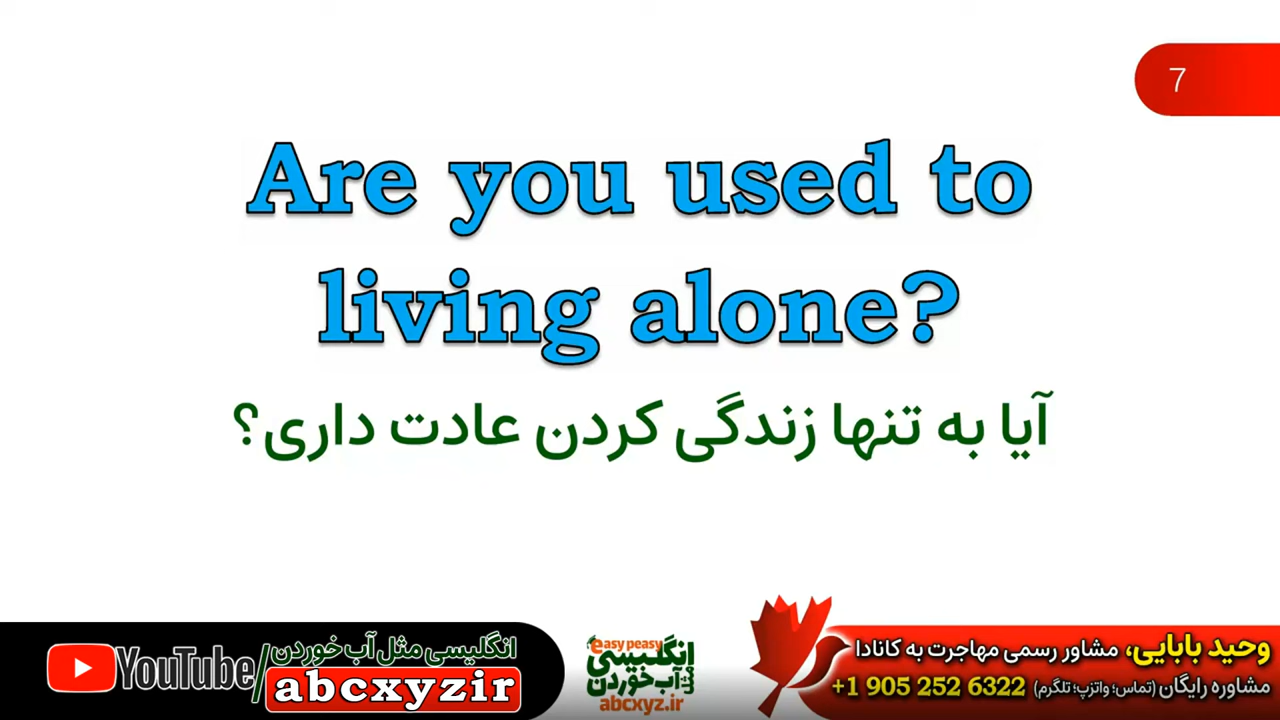 7
Are you used to
living alone?
آیا به تنها زندگی کردن عادت داری؟
YouTube/
انگلیسی مثل آب خوردن
abcxyzir
easy peasy
انگلیسی
مثل آب خوردن
abcxyz.ir
وحید بابایی، مشاور رسمی مهاجرت به کانادا
مشاوره رایگان (تماس؛ واتزپ؛ تلگرم) +1 905 252 6322